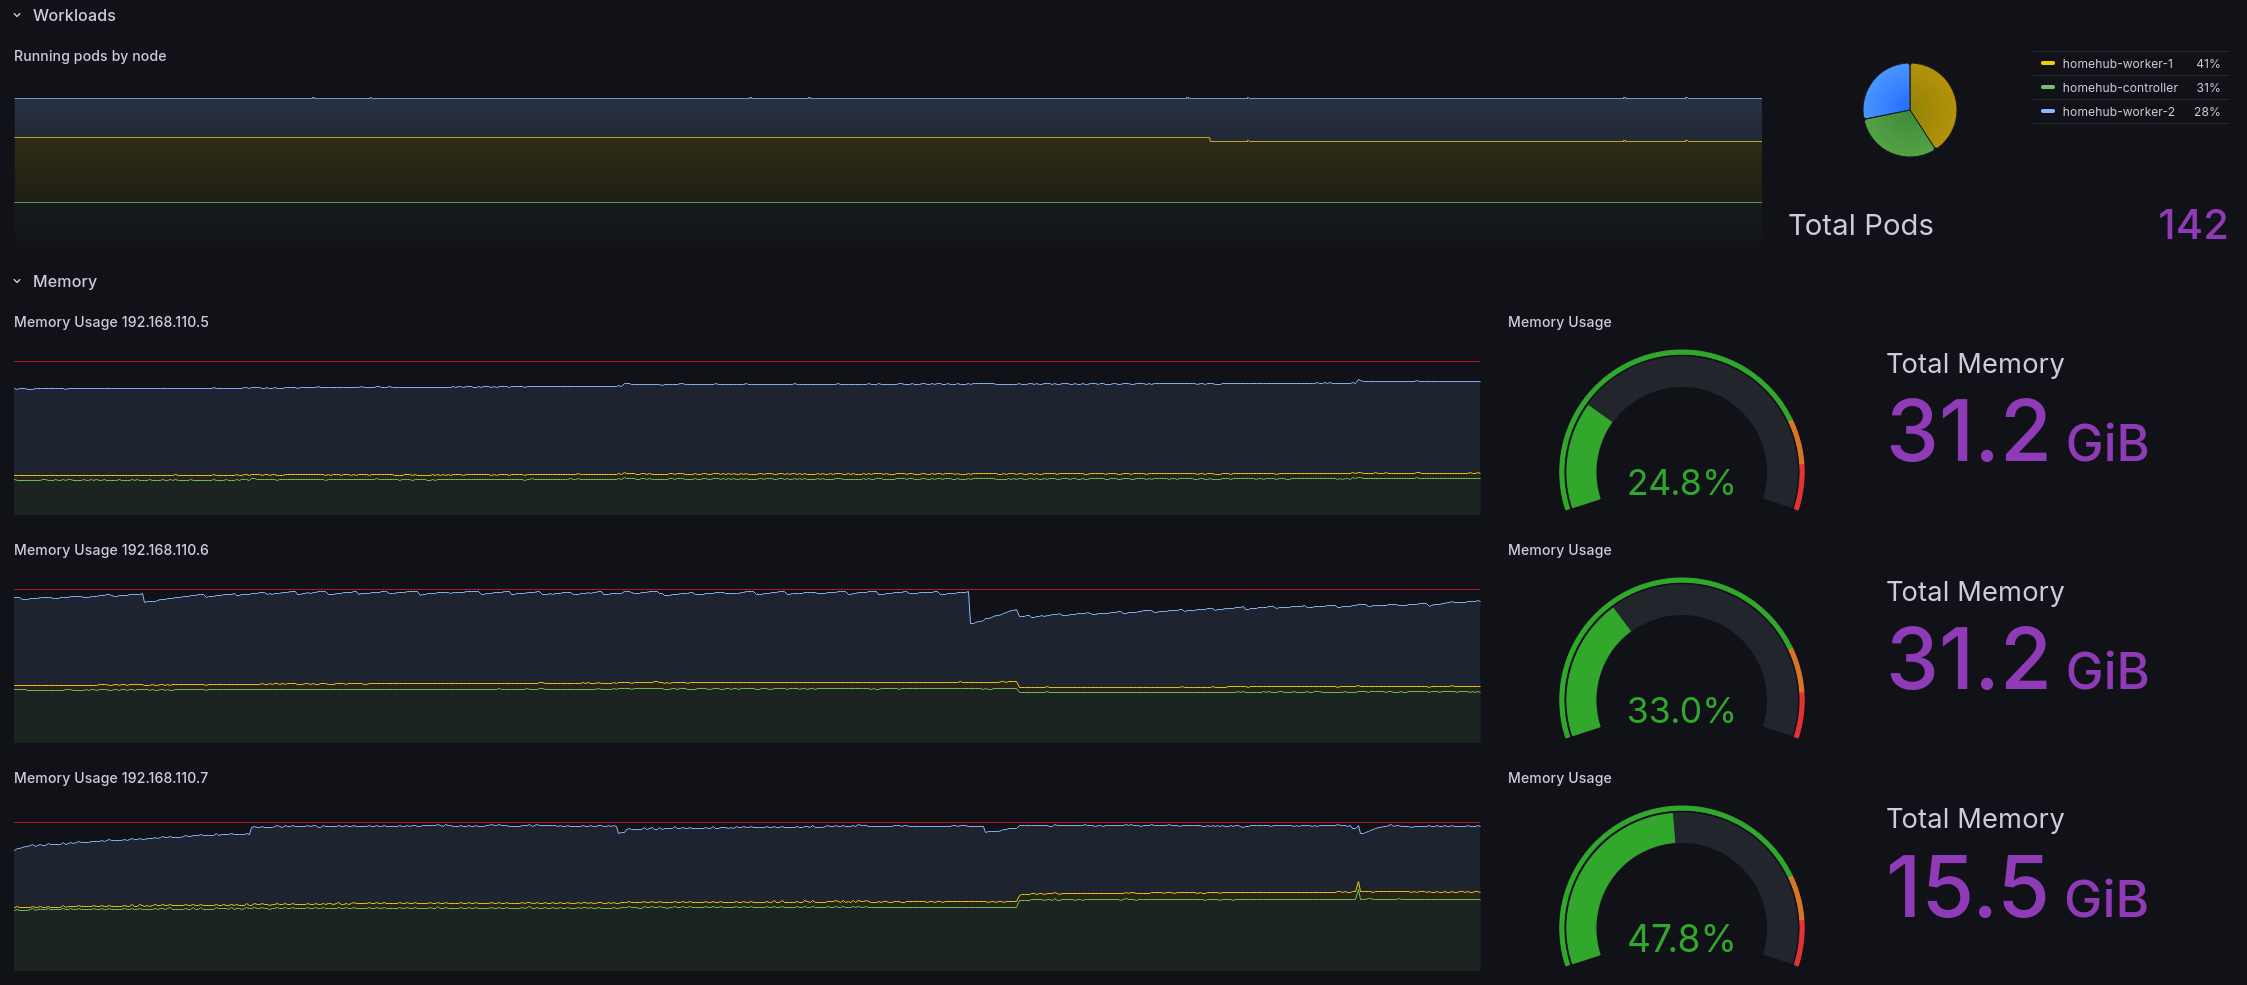 Workloads
Running pods by node
homehub-worker-1 41%
homehub-controller 31%
homehub-worker-2 28%
Total Pods 142
Memory
Memory Usage 192.168.110.5
Memory Usage
24.8%
Total Memory
31.2 GiB
Memory Usage 192.168.110.6
Memory Usage
33.0%
Total Memory
31.2 GiB
Memory Usage 192.168.110.7
Memory Usage
47.8%
Total Memory
15.5 GiB